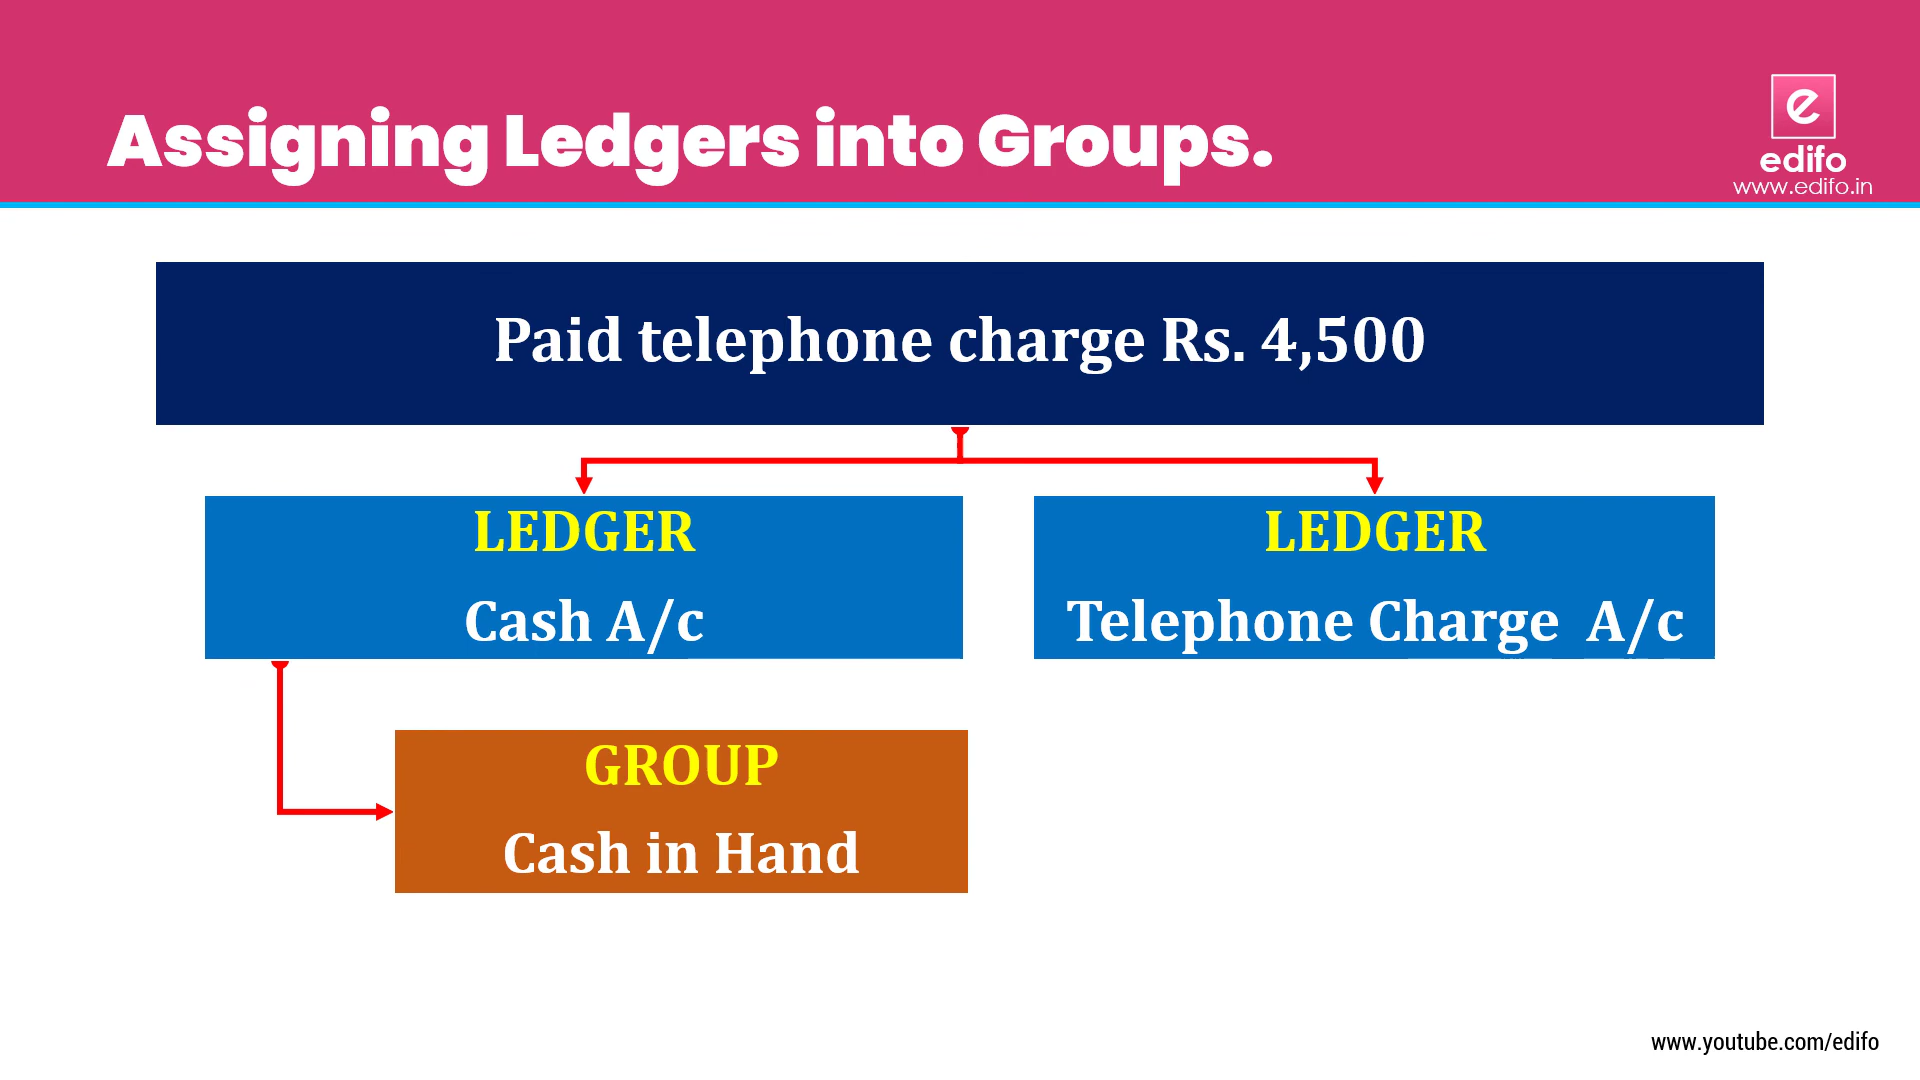 Assigning Ledgers into Groups.
e
edifo
www.edifo.in
Paid telephone charge Rs. 4,500
LEDGER
Cash A/c
LEDGER
Telephone Charge A/c
GROUP
Cash in Hand
www.youtube.com/edifo